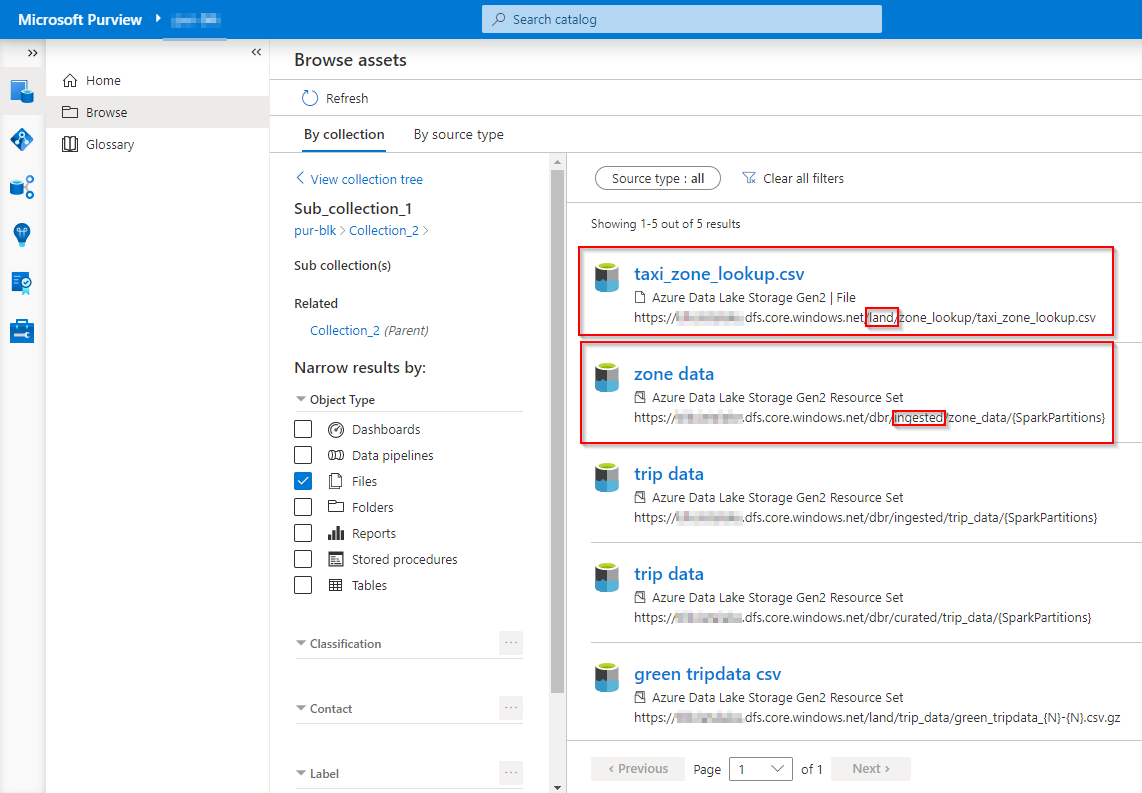 Microsoft Purview
Search catalog
Browse assets
Home
Browse
Glossary
Refresh
By collection By source type
View collection tree
Sub_collection_1
pur-blk > Collection_2 >
Sub collection(s)
Related
Collection_2 (Parent)
Narrow results by:
Object Type
Dashboards
Data pipelines
Files
Folders
Reports
Stored procedures
Tables
Classification
Contact
Label
Source type : all
Clear all filters
Showing 1-5 out of 5 results
taxi_zone_lookup.csv
Azure Data Lake Storage Gen2 | File
https:// .dfs.core.windows.net/land/zone_lookup/taxi_zone_lookup.csv
zone data
Azure Data Lake Storage Gen2 Resource Set
https:// .dfs.core.windows.net/dbr/ingested/zone_data/{SparkPartitions}
trip data
Azure Data Lake Storage Gen2 Resource Set
https:// .dfs.core.windows.net/dbr/ingested/trip_data/{SparkPartitions}
trip data
Azure Data Lake Storage Gen2 Resource Set
https:// .dfs.core.windows.net/dbr/curated/trip_data/{SparkPartitions}
green tripdata csv
Azure Data Lake Storage Gen2 Resource Set
https:// .dfs.core.windows.net/land/trip_data/green_tripdata_{N}-{N}.csv.gz
< Previous Page 1 of 1 Next >